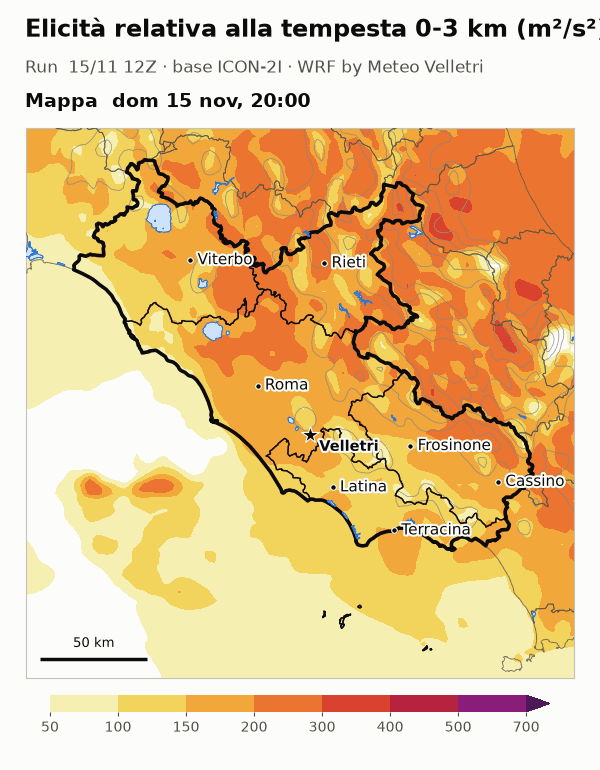 Elicità relativa alla tempesta 0-3 km (m²/s²)
Run 15/11 12Z · base ICON-2I · WRF by Meteo Velletri
Mappa dom 15 nov, 20:00
Viterbo
Rieti
Roma
Velletri
Frosinone
Cassino
Latina
Terracina
50 km
50 100 150 200 300 400 500 700